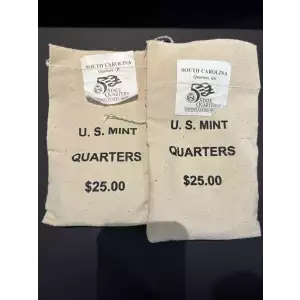 SOUTH CAROLINA
Quarters
50
STATE
QUARTERS
U. S. MINT
QUARTERS
$25.00
SOUTH CAROLINA
Quarters
50
STATE
QUARTERS
U. S. MINT
QUARTERS
$25.00